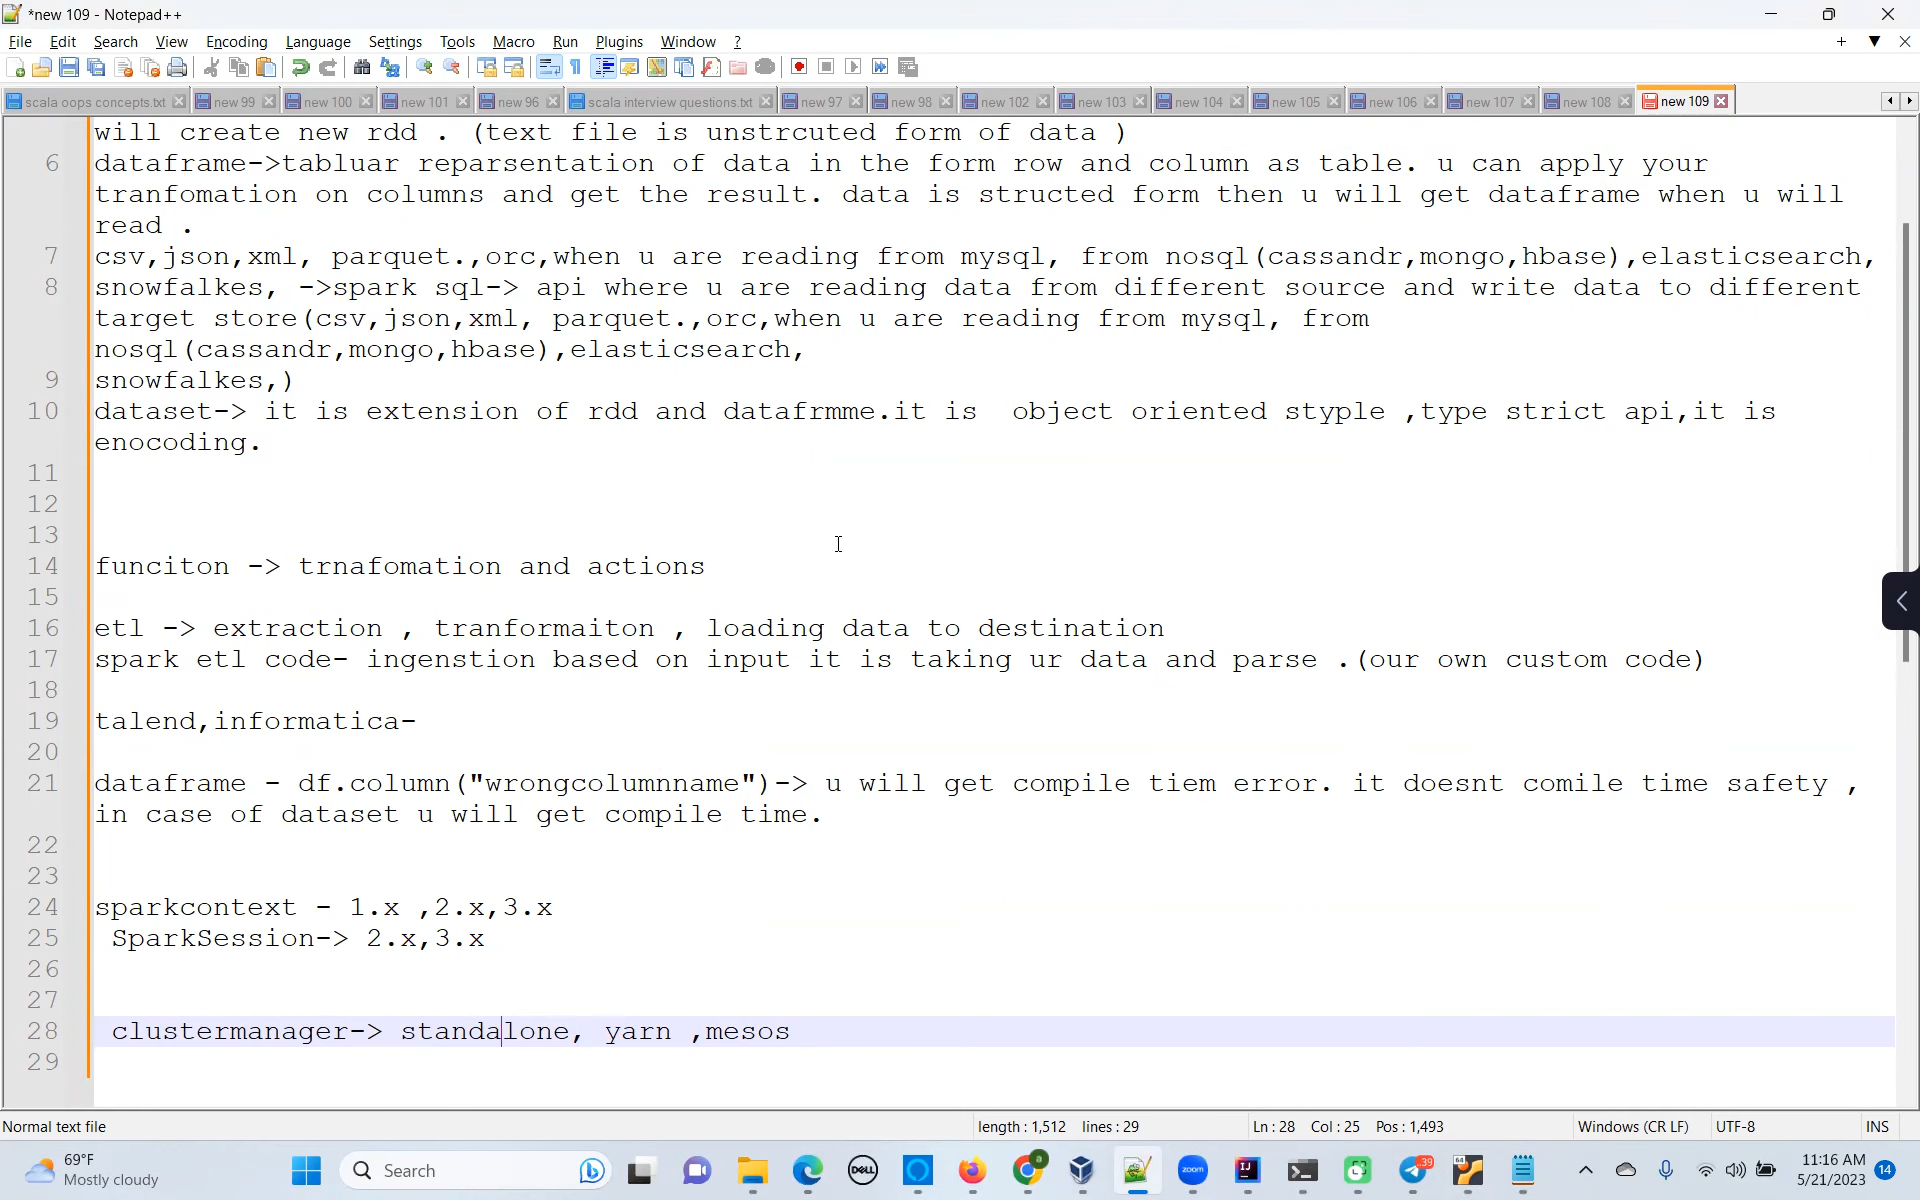 *new 109 - Notepad++
File Edit Search View Encoding Language Settings Tools Macro Run Plugins Window ?
scala oops concepts.txt new 99 new 100 new 101 new 96 scala interview questions.txt new 97 new 98 new 102 new 103 new 104 new 105 new 106 new 107 new 108 new 109
will create new rdd . (text file is unstrcuted form of data )
6 dataframe->tabluar reparsentation of data in the form row and column as table. u can apply your
tranfomation on columns and get the result. data is structed form then u will get dataframe when u will
read .
7 csv,json,xml, parquet.,orc,when u are reading from mysql, from nosql(cassandr,mongo,hbase),elasticsearch,
8 snowfalkes, ->spark sql-> api where u are reading data from different source and write data to different
target store(csv,json,xml, parquet.,orc,when u are reading from mysql, from
nosql(cassandr,mongo,hbase),elasticsearch,
9 snowfalkes,)
10 dataset-> it is extension of rdd and datafrmme.it is  object oriented styple ,type strict api,it is
enocoding.
11
12
13
14 funciton -> trnafomation and actions
15
16 etl -> extraction , tranformaiton , loading data to destination
17 spark etl code- ingenstion based on input it is taking ur data and parse .(our own custom code)
18
19 talend,informatica-
20
21 dataframe - df.column("wrongcolumnname")-> u will get compile tiem error. it doesnt comile time safety ,
in case of dataset u will get compile time.
22
23
24 sparkcontext - 1.x ,2.x,3.x
25 SparkSession-> 2.x,3.x
26
27
28 clustermanager-> standalone, yarn ,mesos
29
Normal text file length : 1,512 lines : 29 Ln : 28 Col : 25 Pos : 1,493 Windows (CR LF) UTF-8 INS
69°F
Mostly cloudy
Search
DELL
zoom
IJ
39
64
11:16 AM
5/21/2023
14